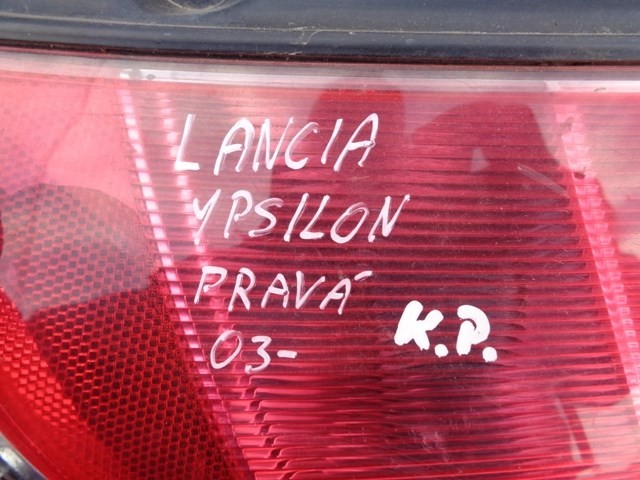 LANCIA
YPSILON
PRAVÁ
03-
K.P.